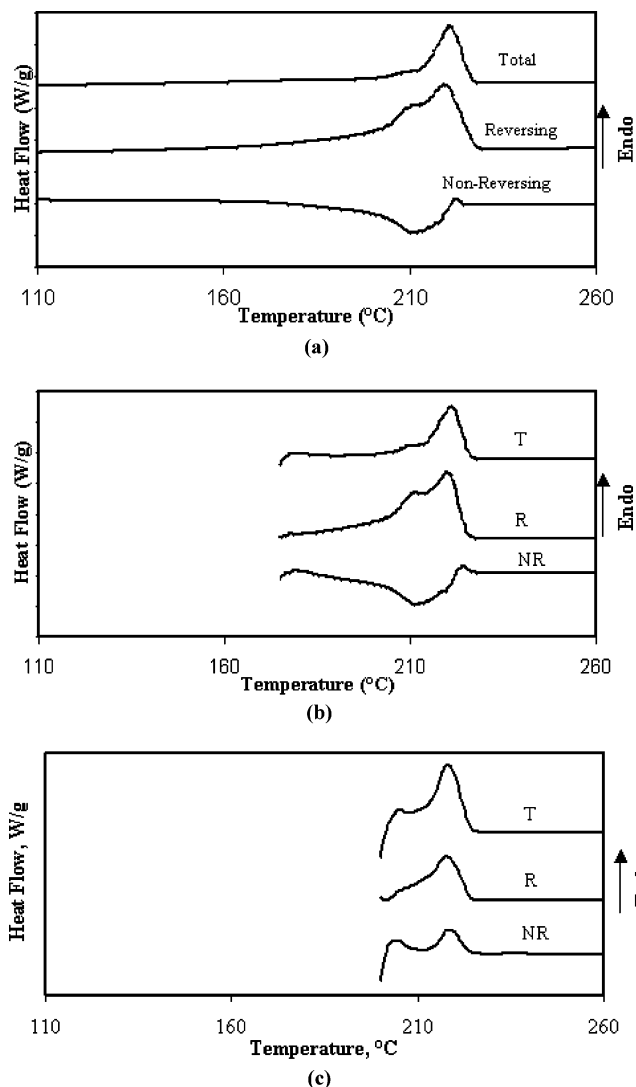 Heat Flow (W/g)
Total
Reversing
Non-Reversing
Endo
110 160 210 260
Temperature (°C)
(a)
Heat Flow (W/g)
T
R
NR
Endo
110 160 210 260
Temperature (°C)
(b)
Heat Flow, W/g
T
R
NR
110 160 210 260
Temperature, °C
(c)